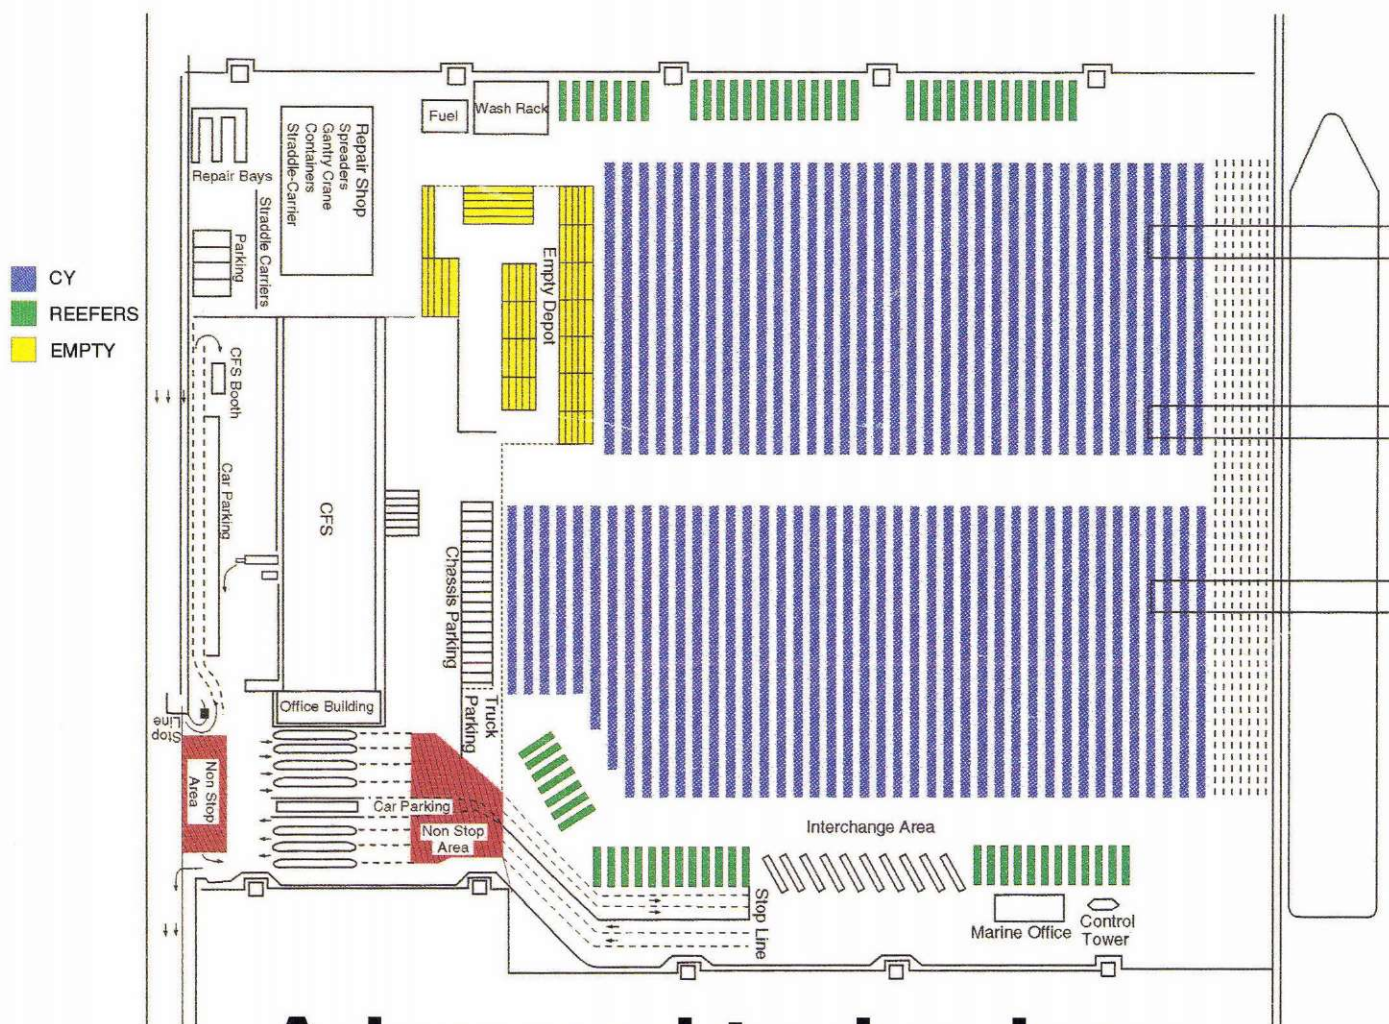 Fuel
Wash Rack
Repair Bays
Repair Shop
Spreaders
Gantry Crane
Containers
Straddle-Carrier
Straddle Carriers
Parking
CY
REEFERS
EMPTY
Empty Depot
CFS Booth
Car Parking
CFS
Chassis Parking
Truck
Parking
Office Building
Stop
Line
Non Stop
Area
Car Parking
Non Stop
Area
Interchange Area
Stop Line
Marine Office
Control
Tower